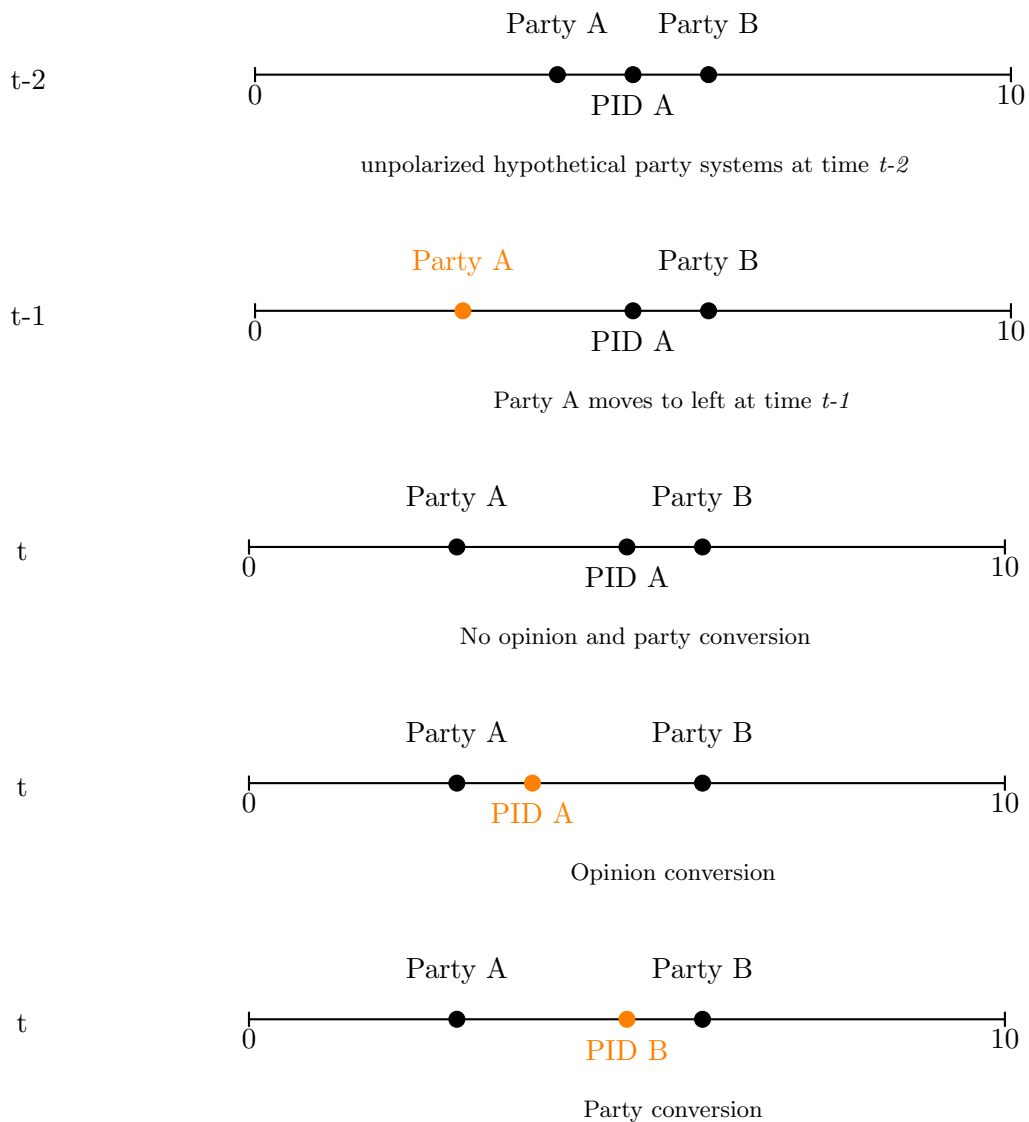 Party A Party B
t-2
0 10
PID A
unpolarized hypothetical party systems at time t-2
Party A Party B
t-1
0 10
PID A
Party A moves to left at time t-1
Party A Party B
t
0 10
PID A
No opinion and party conversion
Party A Party B
t
0 10
PID A
Opinion conversion
Party A Party B
t
0 10
PID B
Party conversion